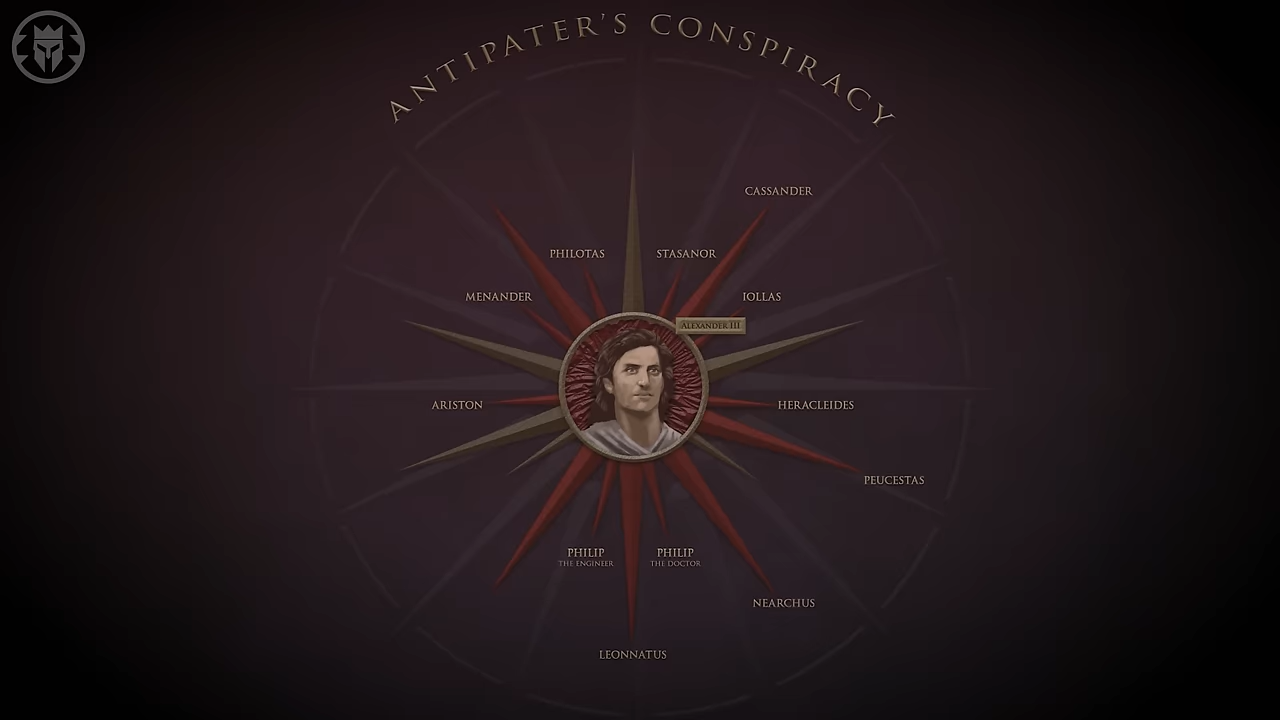 ANTIPATER'S CONSPIRACY
CASSANDER
PHILOTAS
STASANOR
MENANDER
IOLLAS
ALEXANDER III
ARISTON
HERACLEIDES
PEUCESTAS
PHILIP
THE ENGINEER
PHILIP
THE DOCTOR
NEARCHUS
LEONNATUS